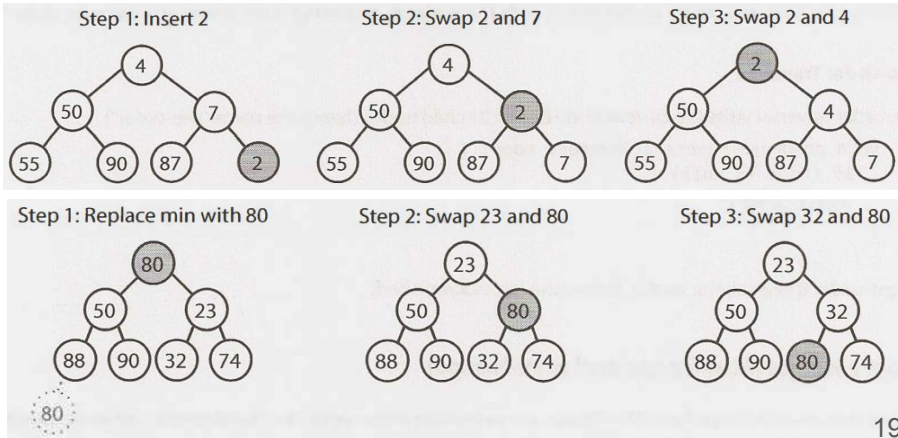 Step 1: Insert 2 Step 2: Swap 2 and 7 Step 3: Swap 2 and 4
4 4 2
50 7 50 2 50 4
55 90 87 2 55 90 87 7 55 90 87 7
Step 1: Replace min with 80 Step 2: Swap 23 and 80 Step 3: Swap 32 and 80
80 23 23
50 23 50 80 50 32
88 90 32 74 88 90 32 74 88 90 80 74
80
19